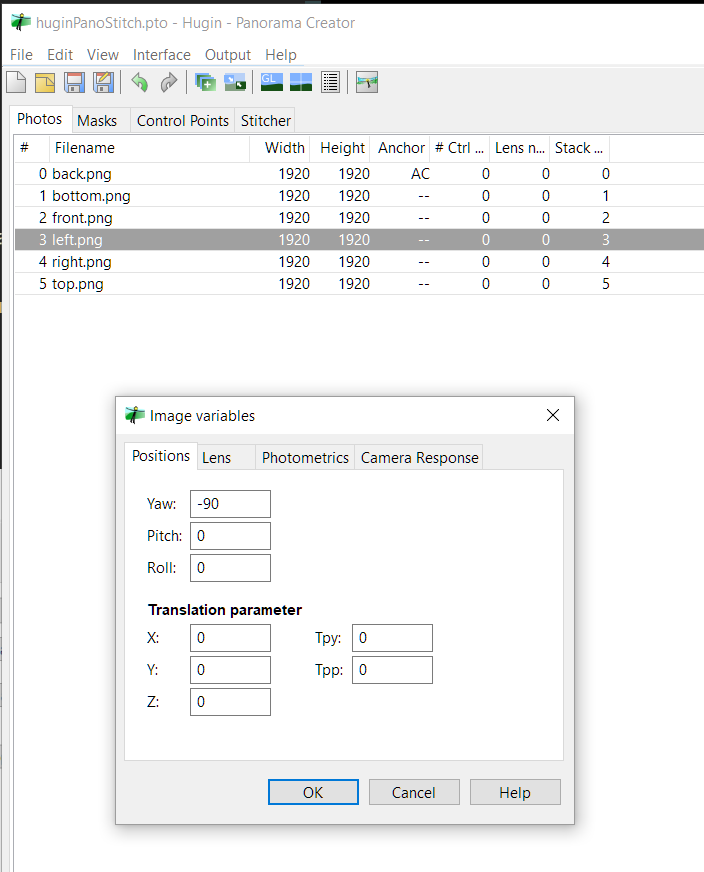 huginPanoStitch.pto - Hugin - Panorama Creator
File Edit View Interface Output Help
GL
Photos Masks Control Points Stitcher
# Filename Width Height Anchor # Ctrl ... Lens n... Stack ...
0 back.png 1920 1920 AC 0 0 0
1 bottom.png 1920 1920 -- 0 0 1
2 front.png 1920 1920 -- 0 0 2
3 left.png 1920 1920 -- 0 0 3
4 right.png 1920 1920 -- 0 0 4
5 top.png 1920 1920 -- 0 0 5
Image variables
Positions Lens Photometrics Camera Response
Yaw: -90
Pitch: 0
Roll: 0
Translation parameter
X: 0 Tpy: 0
Y: 0 Tpp: 0
Z: 0
OK Cancel Help